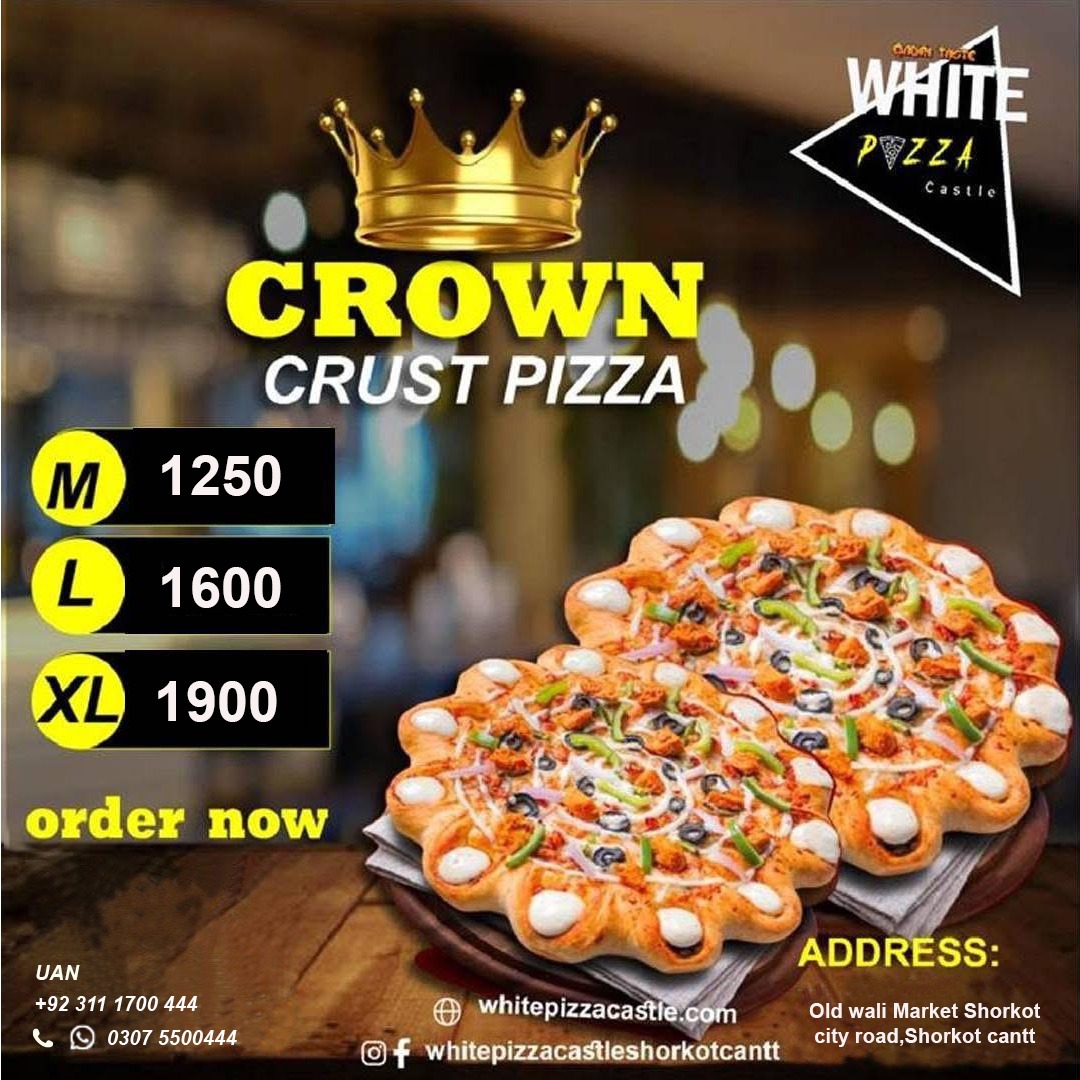 WHITE
PIZZA
Castle
CROWN
CRUST PIZZA
M 1250
L 1600
XL 1900
order now
ADDRESS:
Old wali Market Shorkot
city road,Shorkot cantt
UAN
+92 311 1700 444
0307 5500444
whitepizzacastle.com
whitepizzacastleshorkotcantt